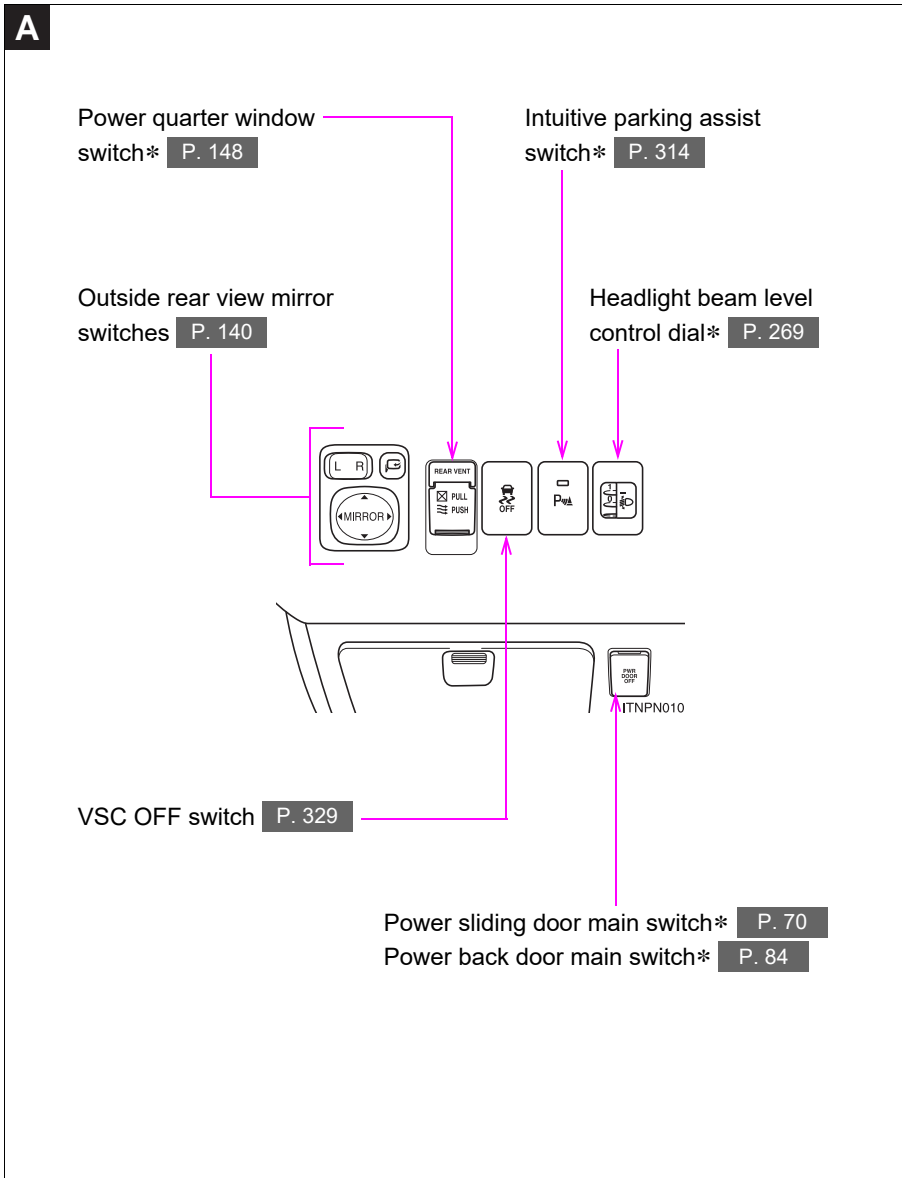 A
Power quarter window
switch* P. 148
Intuitive parking assist
switch* P. 314
Outside rear view mirror
switches P. 140
Headlight beam level
control dial* P. 269
L R
MIRROR
REAR VENT
PULL
PUSH
OFF
P
1
0
PWR
DOOR
OFF
ITNPN010
VSC OFF switch P. 329
Power sliding door main switch* P. 70
Power back door main switch* P. 84